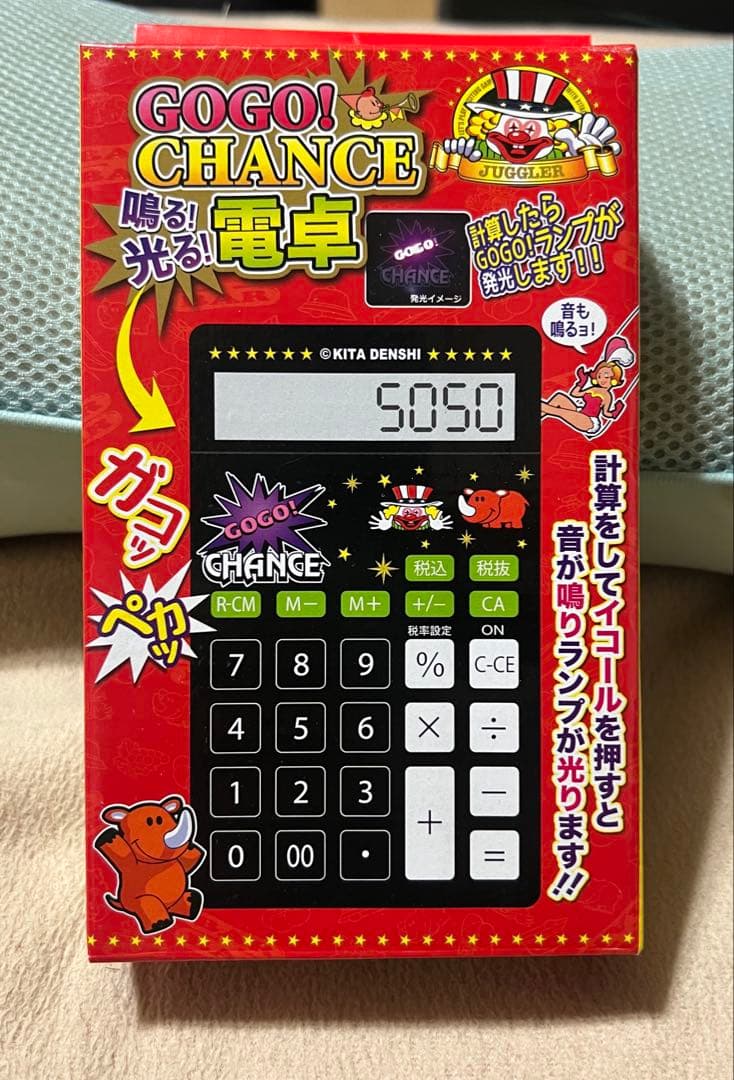 GOGO!
CHANCE
鳴る!
光る!
電卓
JUGGLER
GOGO!
CHANCE
発光イメージ
計算したら
GOGO!ランプが
発光します!!
音も
鳴るョ!
★★★★★★ ©KITA DENSHI ★★★★★
5050
ガコッ
ペカッ
GOGO!
CHANCE
税込 税抜
R-CM M− M+ +/− CA
税率設定 ON
7 8 9 % C-CE
4 5 6 × ÷
1 2 3 + −
0 00 · =
計算をしてイコールを押すと
音が鳴りランプが光ります!!